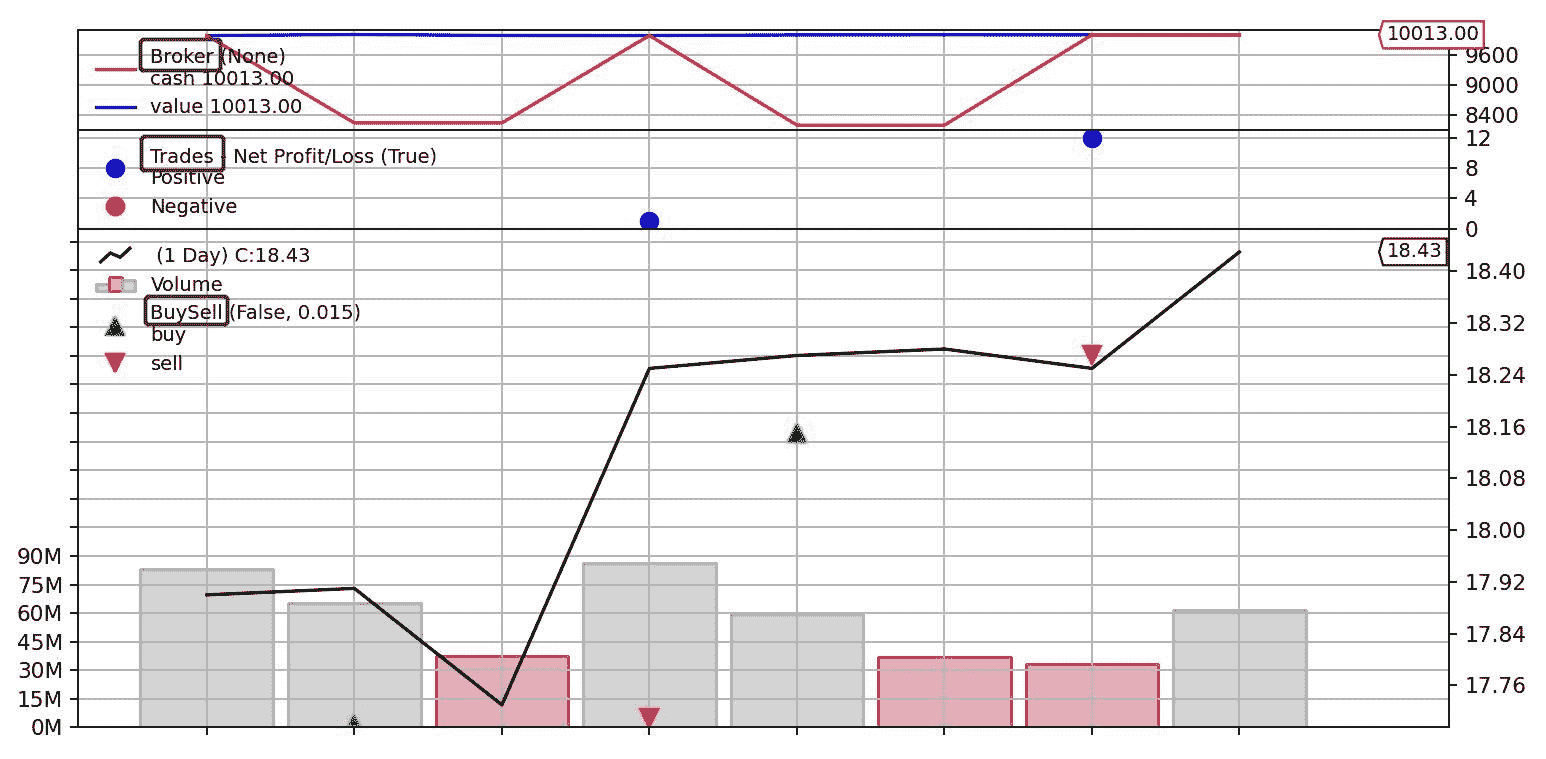 10013.00
Broker (None)
cash 10013.00
value 10013.00
9600
9000
8400
Trades - Net Profit/Loss (True)
Positive
Negative
12
8
4
0
(1 Day) C:18.43
Volume
BuySell (False, 0.015)
buy
sell
18.43
18.40
18.32
18.24
18.16
18.08
18.00
17.92
17.84
17.76
90M
75M
60M
45M
30M
15M
0M